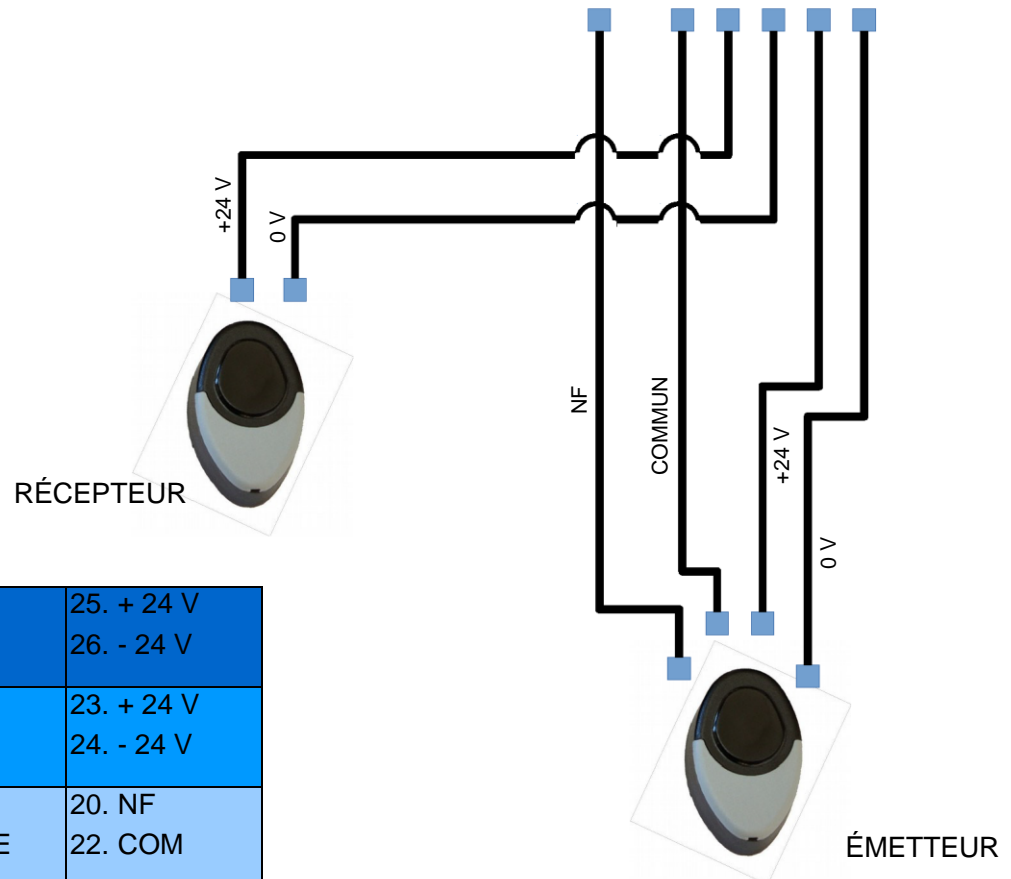 +24 V
0 V
NF
COMMUN
+24 V
0 V
RÉCEPTEUR
25. + 24 V
26. - 24 V
23. + 24 V
24. - 24 V
20. NF
E 22. COM
ÉMETTEUR